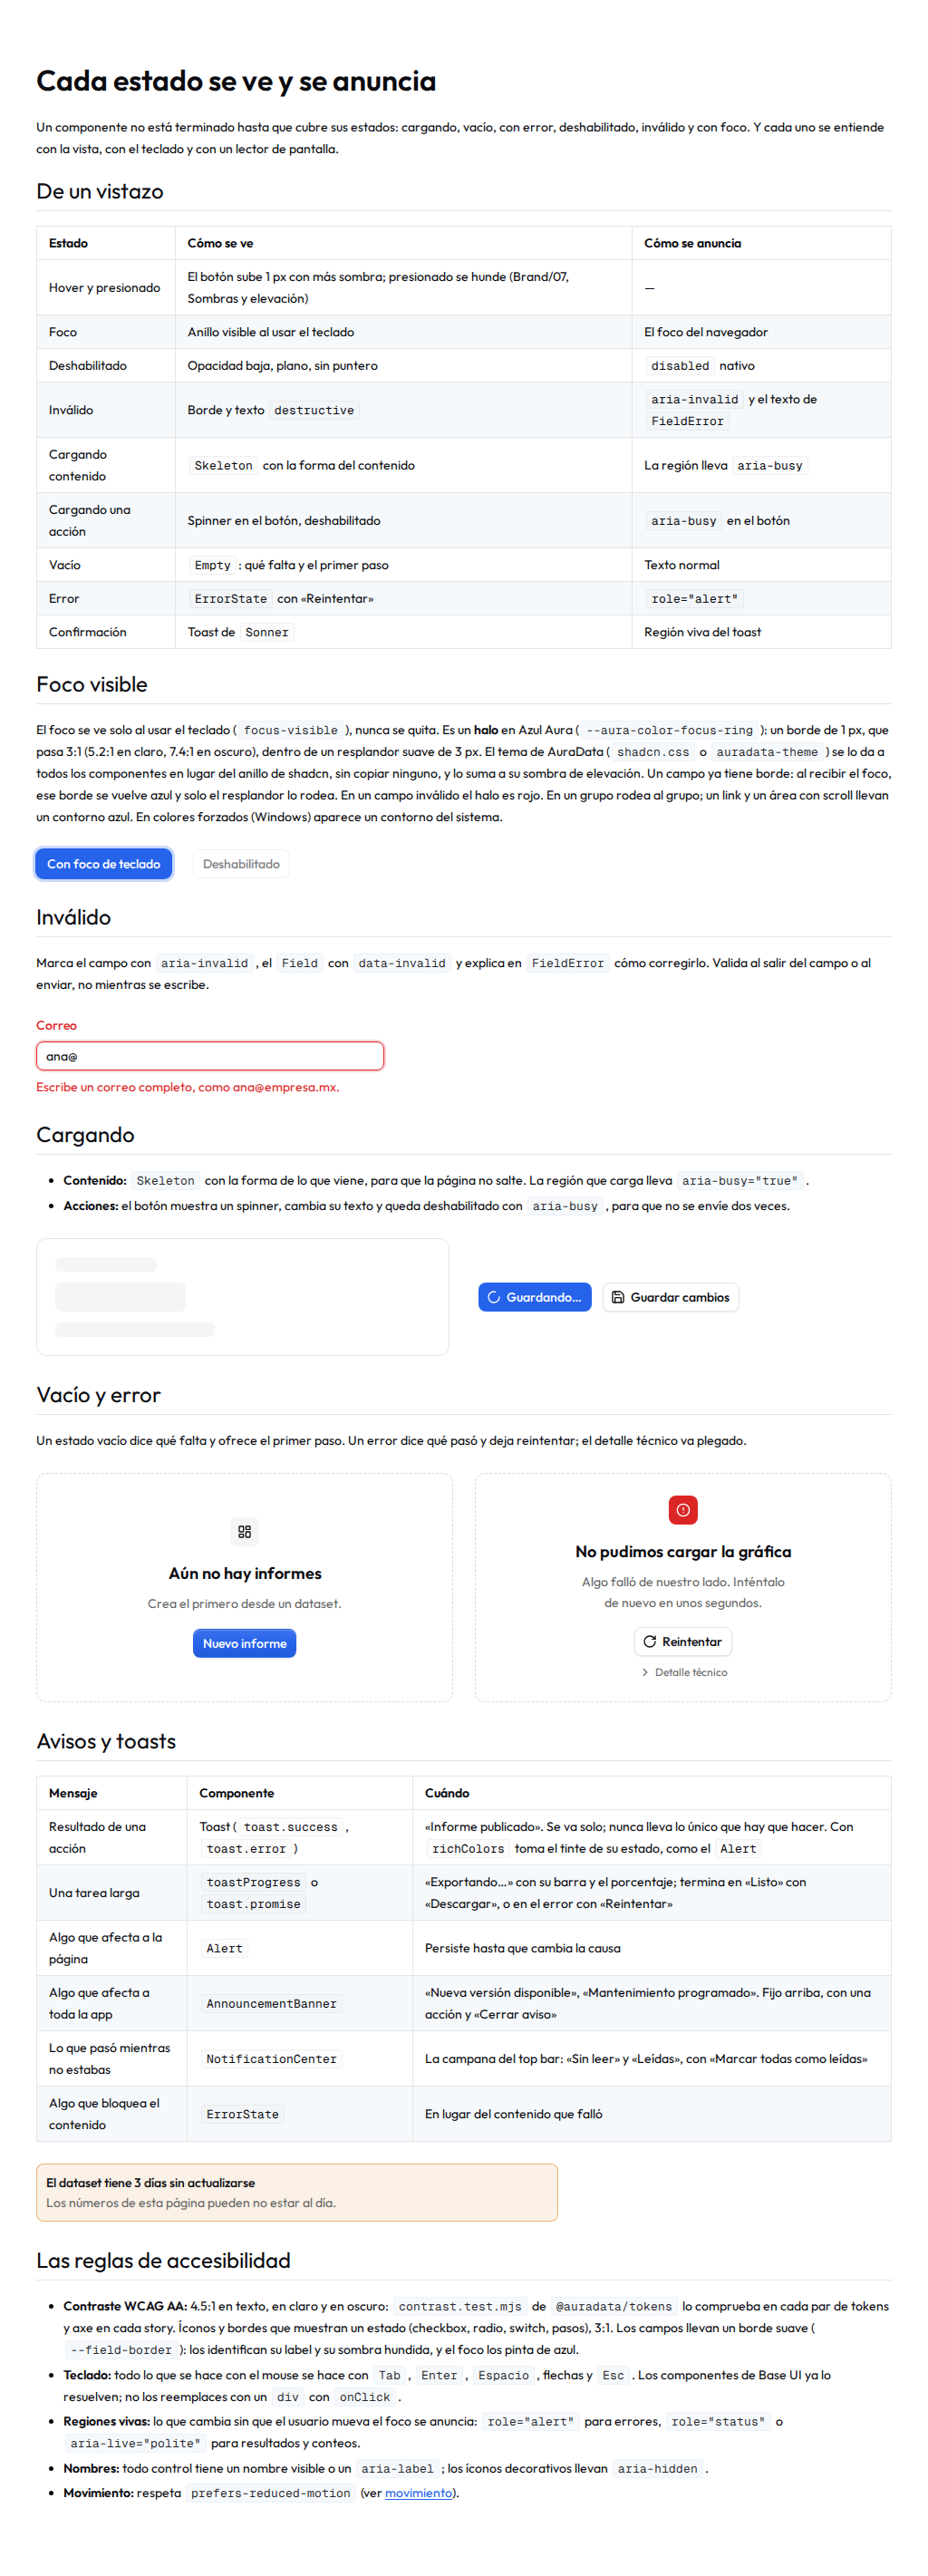 Cada estado se ve y se anuncia
Un componente no está terminado hasta que cubre sus estados: cargando, vacío, con error, deshabilitado, inválido y con foco. Y cada uno se entiende
con la vista, con el teclado y con un lector de pantalla.
De un vistazo
Estado Cómo se ve Cómo se anuncia
Hover y presionado El botón sube 1 px con más sombra; presionado se hunde (Brand/07, Sombras y elevación) —
Foco Anillo visible al usar el teclado El foco del navegador
Deshabilitado Opacidad baja, plano, sin puntero disabled nativo
Inválido Borde y texto destructive aria-invalid y el texto de FieldError
Cargando contenido Skeleton con la forma del contenido La región lleva aria-busy
Cargando una acción Spinner en el botón, deshabilitado aria-busy en el botón
Vacío Empty : qué falta y el primer paso Texto normal
Error ErrorState con «Reintentar» role="alert"
Confirmación Toast de Sonner Región viva del toast
Foco visible
El foco se ve solo al usar el teclado ( focus-visible ), nunca se quita. Es un halo en Azul Aura ( --aura-color-focus-ring ): un borde de 1 px, que
pasa 3:1 (5.2:1 en claro, 7.4:1 en oscuro), dentro de un resplandor suave de 3 px. El tema de AuraData ( shadcn.css o auradata-theme ) se lo da a
todos los componentes en lugar del anillo de shadcn, sin copiar ninguno, y lo suma a su sombra de elevación. Un campo ya tiene borde: al recibir el foco,
ese borde se vuelve azul y solo el resplandor lo rodea. En un campo inválido el halo es rojo. En un grupo rodea al grupo; un link y un área con scroll llevan
un contorno azul. En colores forzados (Windows) aparece un contorno del sistema.
Con foco de teclado Deshabilitado
Inválido
Marca el campo con aria-invalid , el Field con data-invalid y explica en FieldError cómo corregirlo. Valida al salir del campo o al
enviar, no mientras se escribe.
Correo
ana@
Escribe un correo completo, como ana@empresa.mx.
Cargando
Contenido: Skeleton con la forma de lo que viene, para que la página no salte. La región que carga lleva aria-busy="true" .
Acciones: el botón muestra un spinner, cambia su texto y queda deshabilitado con aria-busy , para que no se envíe dos veces.
Guardando… Guardar cambios
Vacío y error
Un estado vacío dice qué falta y ofrece el primer paso. Un error dice qué pasó y deja reintentar; el detalle técnico va plegado.
Aún no hay informes
Crea el primero desde un dataset.
Nuevo informe
No pudimos cargar la gráfica
Algo falló de nuestro lado. Inténtalo
de nuevo en unos segundos.
Reintentar
Detalle técnico
Avisos y toasts
Mensaje Componente Cuándo
Resultado de una acción Toast ( toast.success , toast.error ) «Informe publicado». Se va solo; nunca lleva lo único que hay que hacer. Con richColors toma el tinte de su estado, como el Alert
Una tarea larga toastProgress o toast.promise «Exportando…» con su barra y el porcentaje; termina en «Listo» con «Descargar», o en el error con «Reintentar»
Algo que afecta a la página Alert Persiste hasta que cambia la causa
Algo que afecta a toda la app AnnouncementBanner «Nueva versión disponible», «Mantenimiento programado». Fijo arriba, con una acción y «Cerrar aviso»
Lo que pasó mientras no estabas NotificationCenter La campana del top bar: «Sin leer» y «Leídas», con «Marcar todas como leídas»
Algo que bloquea el contenido ErrorState En lugar del contenido que falló
El dataset tiene 3 días sin actualizarse
Los números de esta página pueden no estar al día.
Las reglas de accesibilidad
Contraste WCAG AA: 4.5:1 en texto, en claro y en oscuro: contrast.test.mjs de @auradata/tokens lo comprueba en cada par de tokens
y axe en cada story. Íconos y bordes que muestran un estado (checkbox, radio, switch, pasos), 3:1. Los campos llevan un borde suave (
--field-border ): los identifican su label y su sombra hundida, y el foco los pinta de azul.
Teclado: todo lo que se hace con el mouse se hace con Tab , Enter , Espacio , flechas y Esc . Los componentes de Base UI ya lo
resuelven; no los reemplaces con un div con onClick .
Regiones vivas: lo que cambia sin que el usuario mueva el foco se anuncia: role="alert" para errores, role="status" o
aria-live="polite" para resultados y conteos.
Nombres: todo control tiene un nombre visible o un aria-label ; los íconos decorativos llevan aria-hidden .
Movimiento: respeta prefers-reduced-motion (ver movimiento).